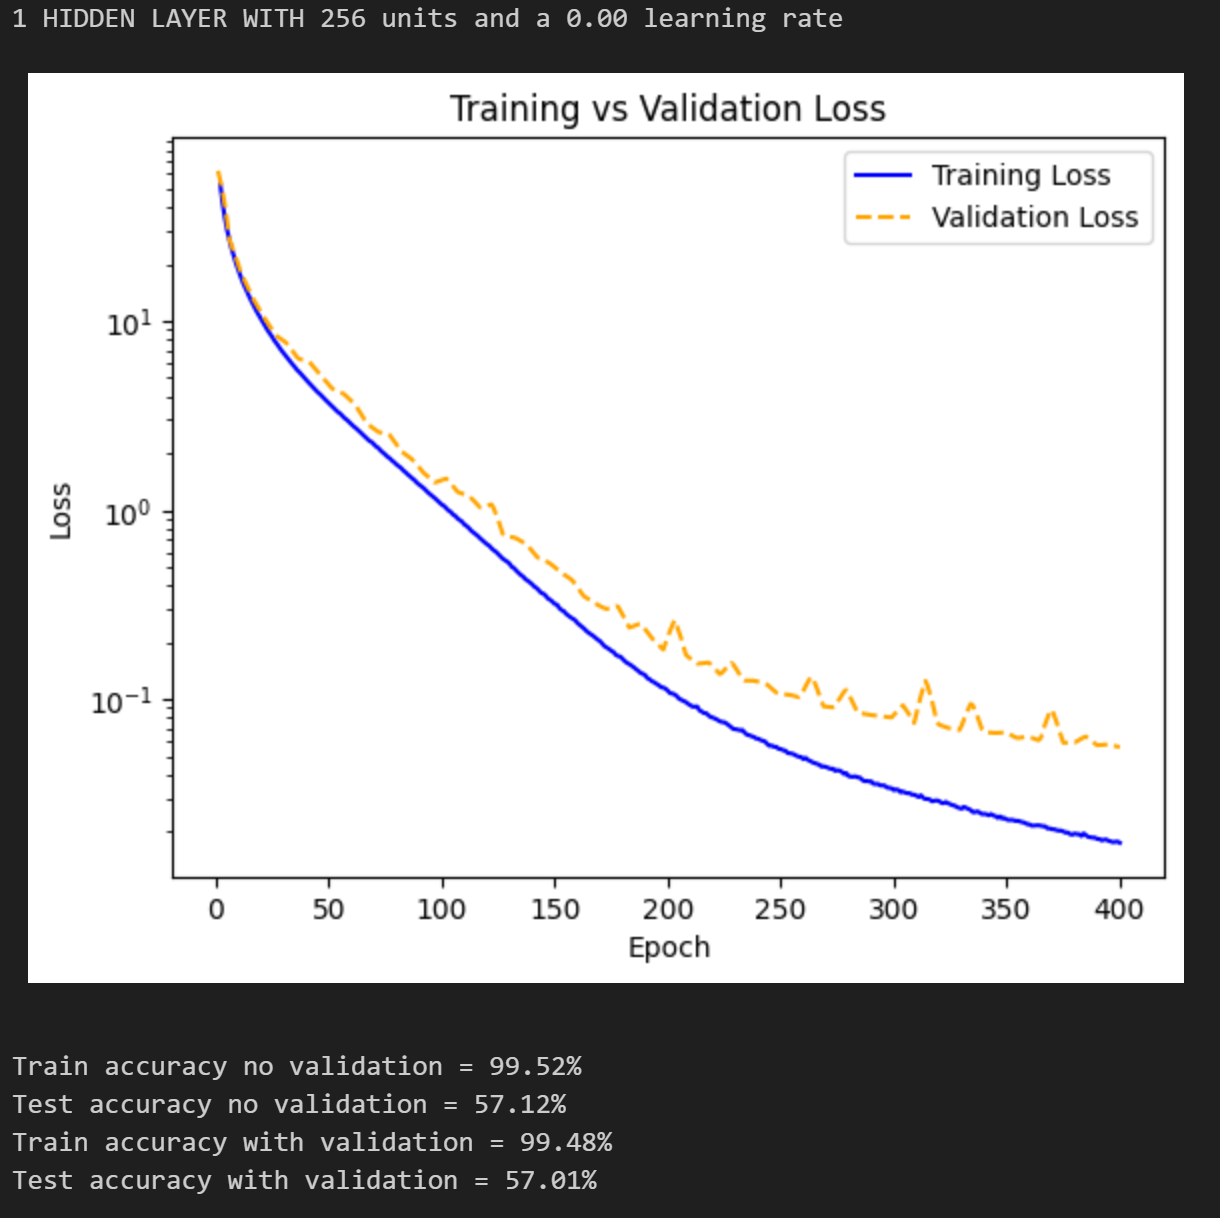 1 HIDDEN LAYER WITH 256 units and a 0.00 learning rate
Training vs Validation Loss
Training Loss
Validation Loss
10¹
10⁰
10⁻¹
Loss
0 50 100 150 200 250 300 350 400
Epoch
Train accuracy no validation = 99.52%
Test accuracy no validation = 57.12%
Train accuracy with validation = 99.48%
Test accuracy with validation = 57.01%